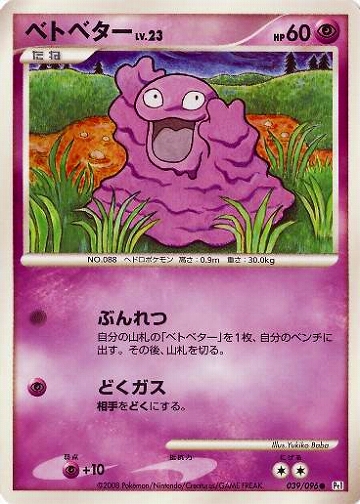 ベトベター LV.23 HP60
たね
NO.088 ヘドロポケモン 高さ:0.9m 重さ:30.0kg
ぶんれつ
自分の山札の「ベトベター」を1枚、自分のベンチに
出す。その後、山札を切る。
どくガス
相手をどくにする。
弱点 抵抗力 にげる
+10
Illus.Yukiko Baba
©2008 Pokémon/Nintendo/Creatures/GAME FREAK.
039/096